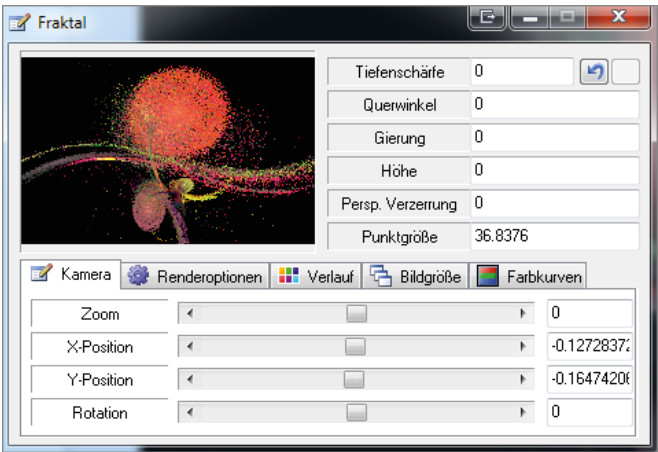 Fraktal
Tiefenschärfe 0
Querwinkel 0
Gierung 0
Höhe 0
Persp. Verzerrung 0
Punktgröße 36.8376
Kamera Renderoptionen Verlauf Bildgröße Farbkurven
Zoom 0
X-Position -0.12728372
Y-Position -0.16474206
Rotation 0